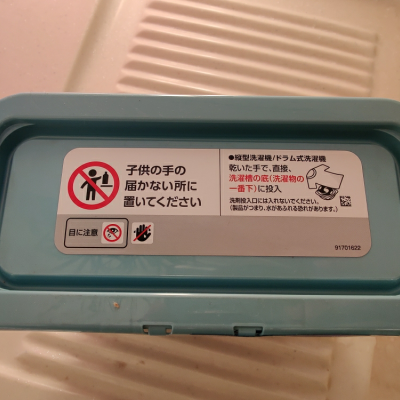 子供の手の
届かない所に
置いてください
目に注意
●縦型洗濯機/ドラム式洗濯機
乾いた手で、直接、
洗濯槽の底(洗濯物の
一番下)に投入
洗剤投入口には入れないでください。
(製品がつまり、水があふれる恐れがあります。)
91701622